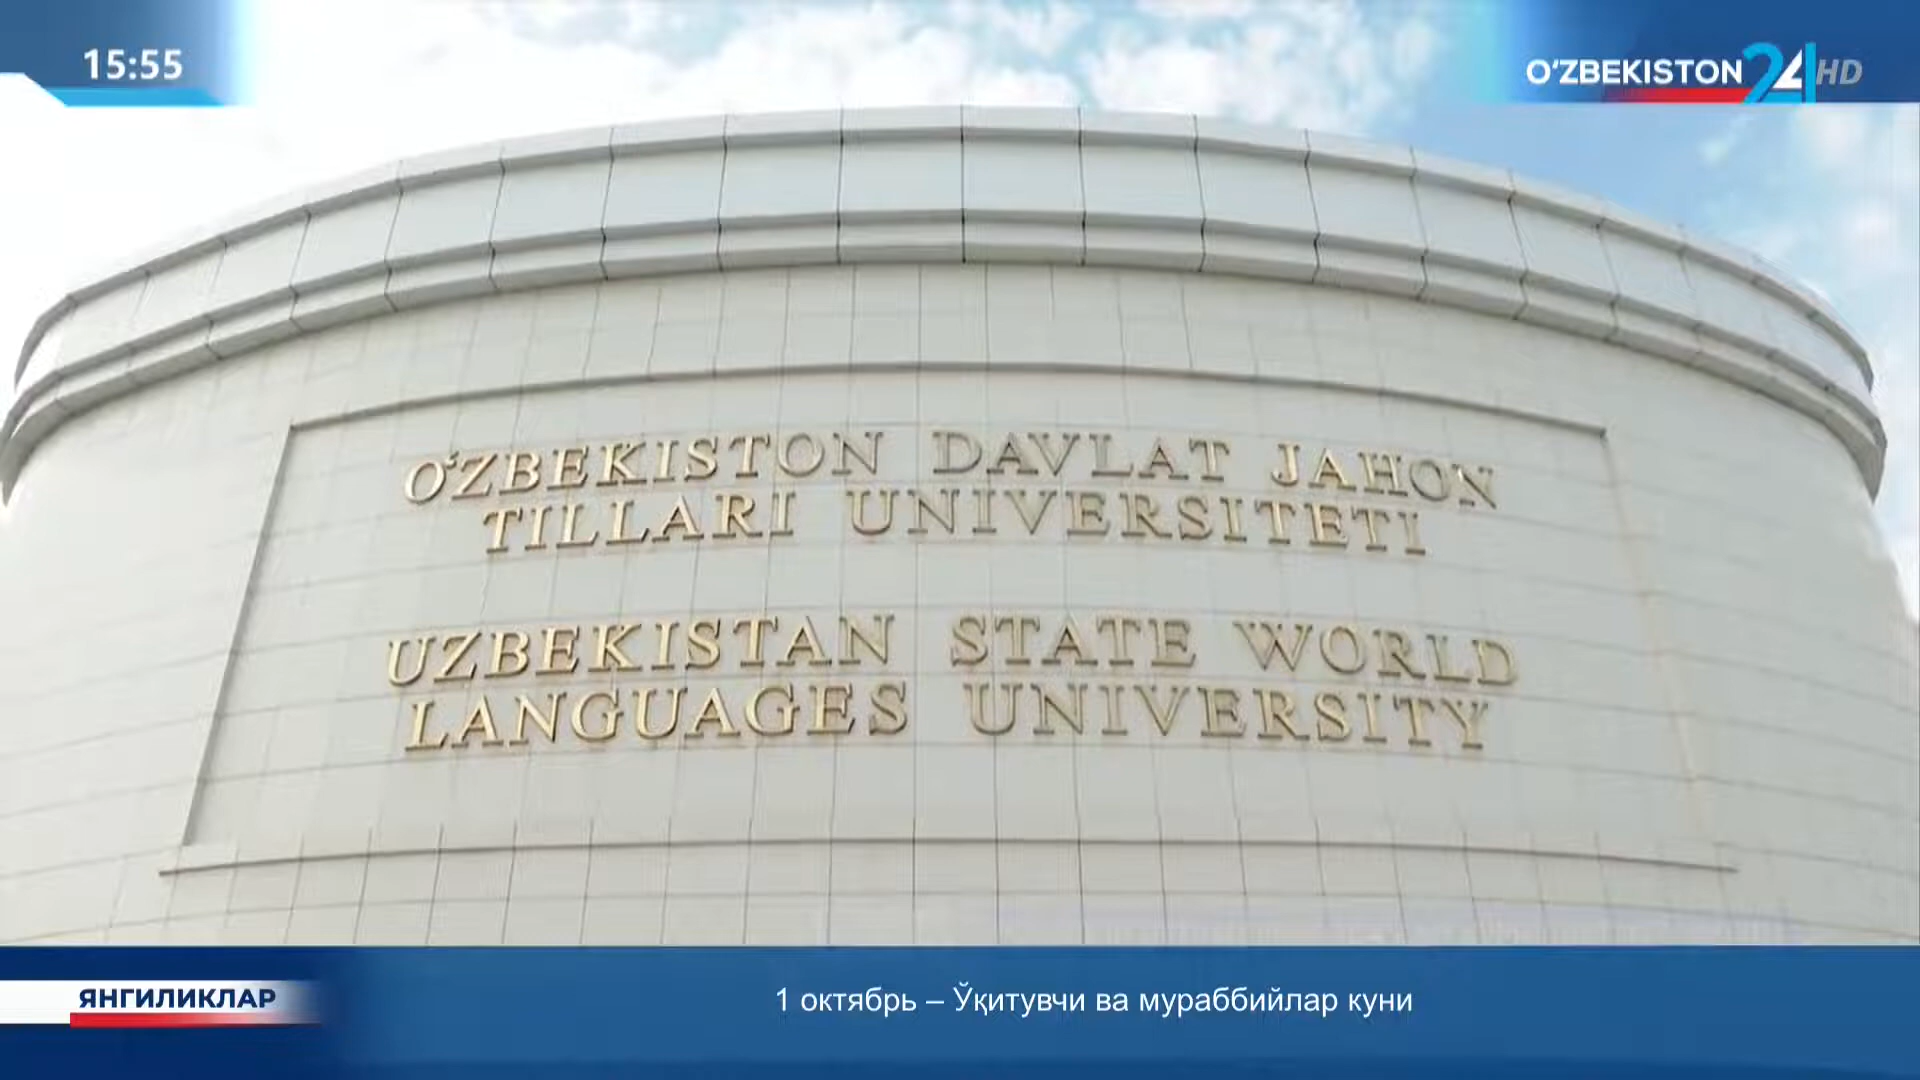 15:55
O‘ZBEKISTON 24 HD
O‘ZBEKISTON DAVLAT JAHON
TILLARI UNIVERSITETI
UZBEKISTAN STATE WORLD
LANGUAGES UNIVERSITY
ЯНГИЛИКЛАР
1 октябрь – Ўқитувчи ва мураббийлар куни